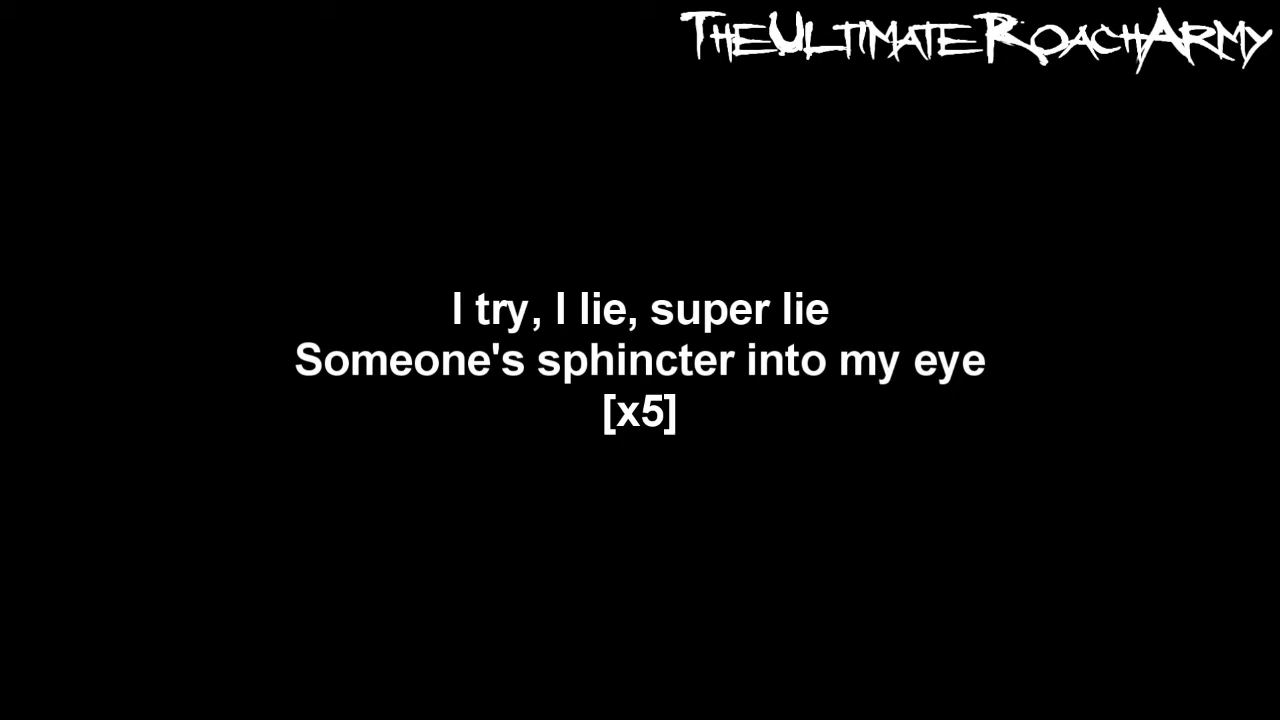 TheUltimateRoachArmy
I try, I lie, super lie
Someone's sphincter into my eye
[x5]